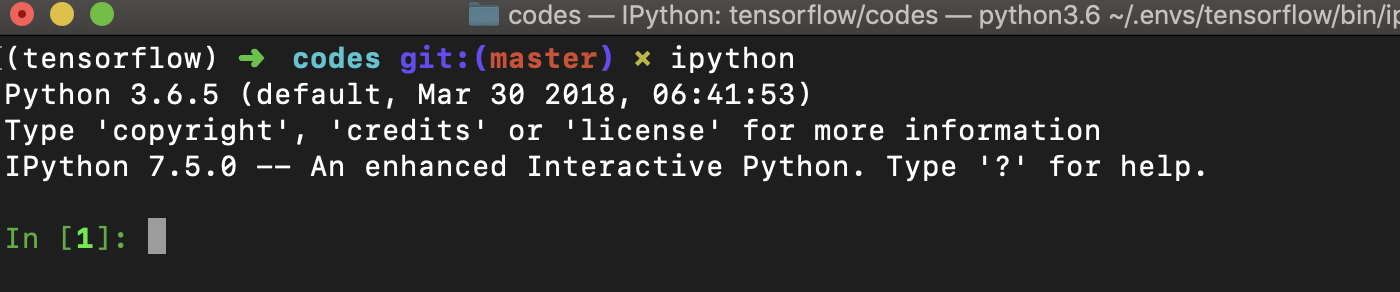 codes — IPython: tensorflow/codes — python3.6 ~/.envs/tensorflow/bin/ip
(tensorflow) ➜ codes git:(master) ✗ ipython
Python 3.6.5 (default, Mar 30 2018, 06:41:53)
Type 'copyright', 'credits' or 'license' for more information
IPython 7.5.0 -- An enhanced Interactive Python. Type '?' for help.
In [1]: